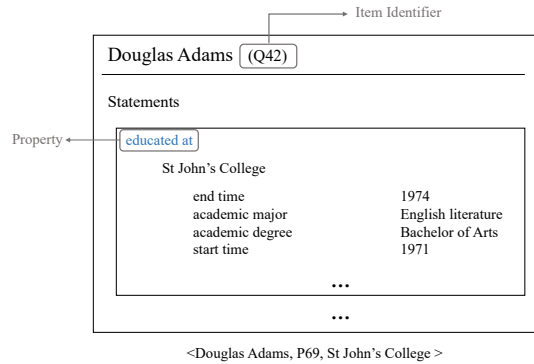 Item Identifier
Douglas Adams (Q42)
Statements
Property
educated at
St John’s College
end time 1974
academic major English literature
academic degree Bachelor of Arts
start time 1971
...
...
<Douglas Adams, P69, St John’s College >